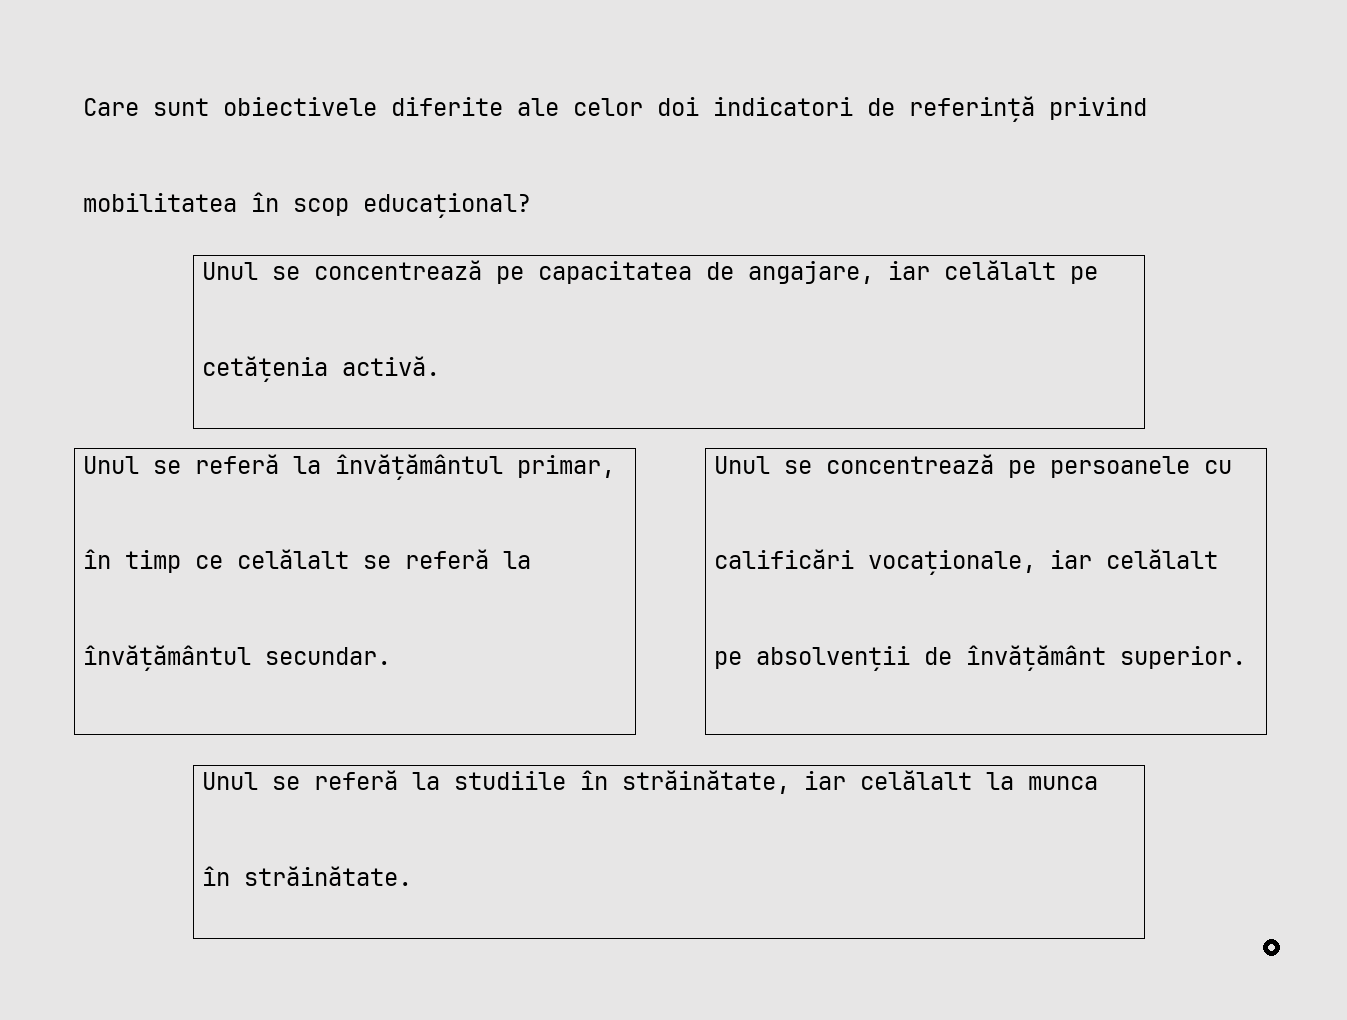 Care sunt obiectivele diferite ale celor doi indicatori de referință privind
mobilitatea în scop educațional?
Unul se concentrează pe capacitatea de angajare, iar celălalt pe
cetățenia activă.
Unul se referă la învățământul primar,
în timp ce celălalt se referă la
învățământul secundar.
Unul se concentrează pe persoanele cu
calificări vocaționale, iar celălalt
pe absolvenții de învățământ superior.
Unul se referă la studiile în străinătate, iar celălalt la munca
în străinătate.